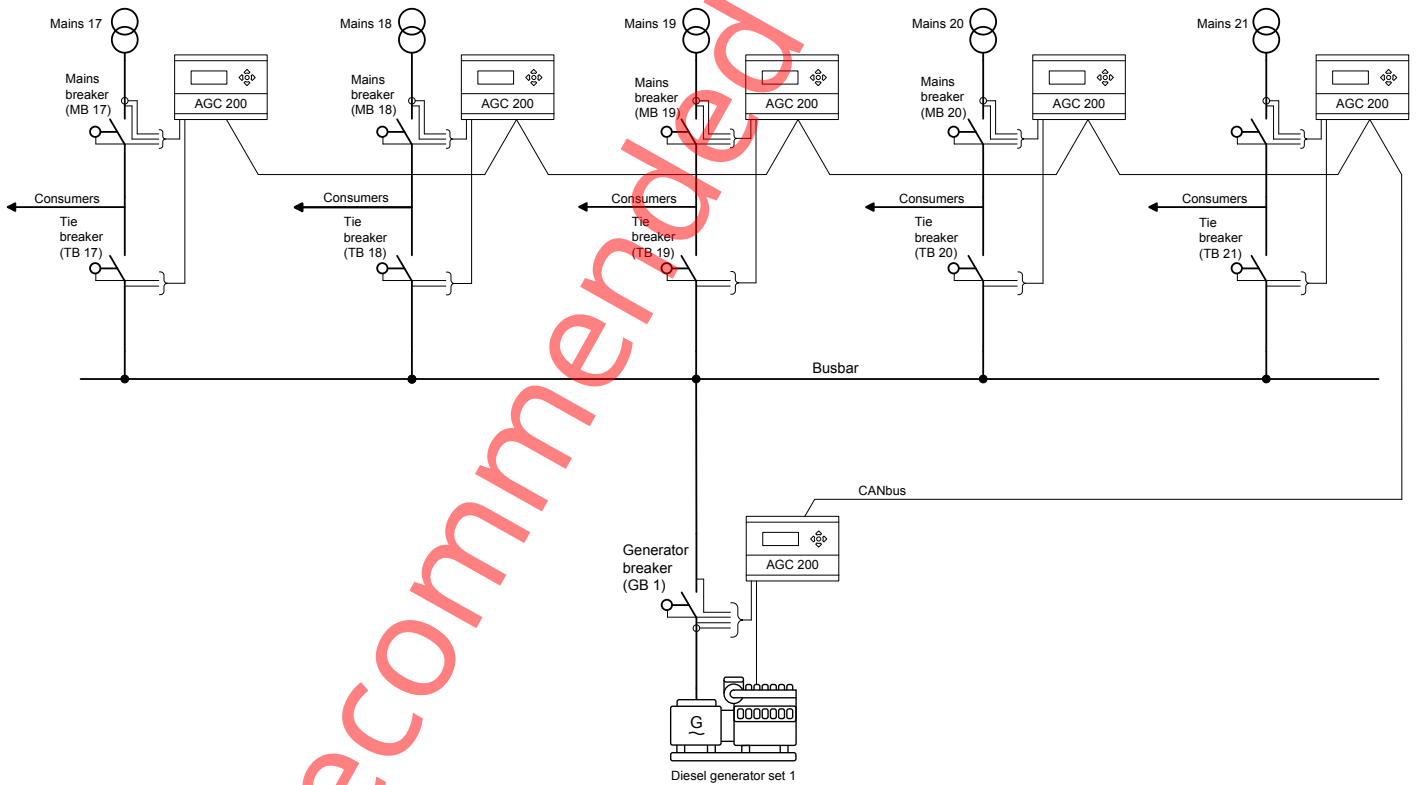 Mains 17
Mains 18
Mains 19
Mains 20
Mains 21
Mains
breaker
(MB 17)
AGC 200
Mains
breaker
(MB 18)
AGC 200
Mains
breaker
(MB 19)
AGC 200
Mains
breaker
(MB 20)
AGC 200
AGC 200
Consumers
Consumers
Consumers
Consumers
Consumers
Tie
breaker
(TB 17)
Tie
breaker
(TB 18)
Tie
breaker
(TB 19)
Tie
breaker
(TB 20)
Tie
breaker
(TB 21)
Busbar
CANbus
Generator
breaker
(GB 1)
AGC 200
G
Diesel generator set 1
ecommended